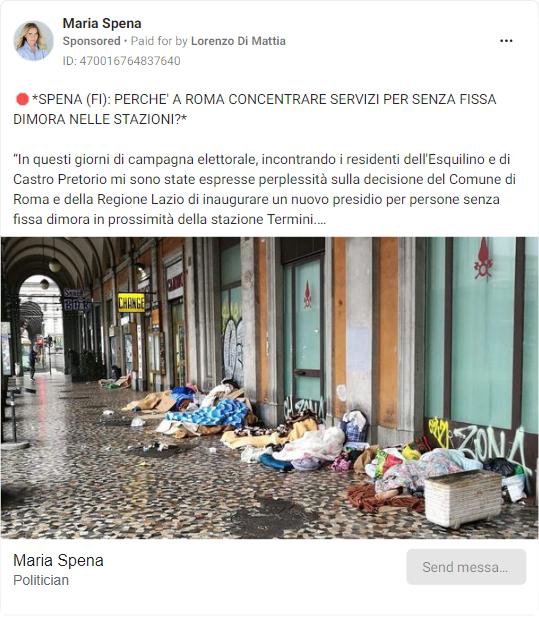 Maria Spena
Sponsored • Paid for by Lorenzo Di Mattia
ID: 470016764837640
*SPENA (FI): PERCHE' A ROMA CONCENTRARE SERVIZI PER SENZA FISSA
DIMORA NELLE STAZIONI?*
“In questi giorni di campagna elettorale, incontrando i residenti dell'Esquilino e di
Castro Pretorio mi sono state espresse perplessità sulla decisione del Comune di
Roma e della Regione Lazio di inaugurare un nuovo presidio per persone senza
fissa dimora in prossimità della stazione Termini....
CHANGE
ZONA
Maria Spena
Politician
Send messa...